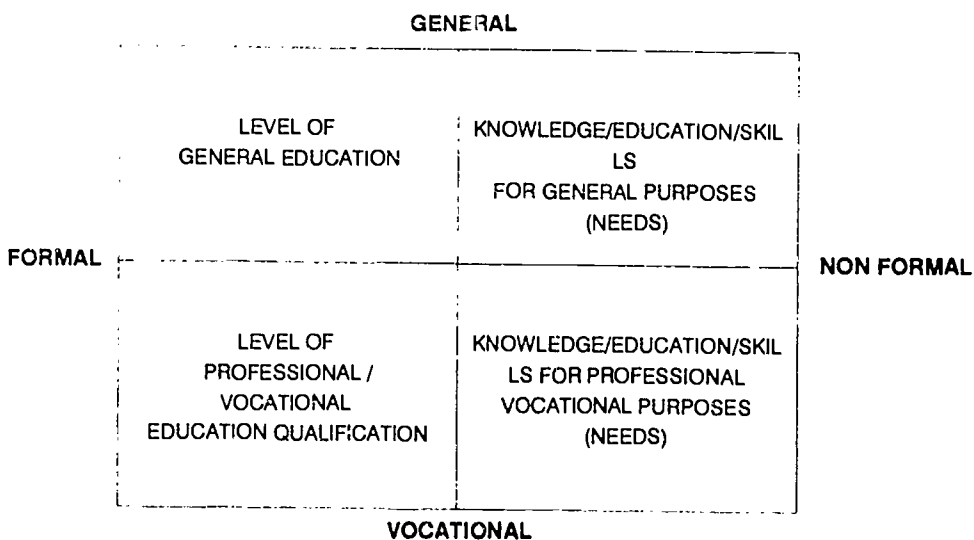 GENERAL
LEVEL OF
GENERAL EDUCATION
KNOWLEDGE/EDUCATION/SKIL
LS
FOR GENERAL PURPOSES
(NEEDS)
FORMAL
NON FORMAL
LEVEL OF
PROFESSIONAL /
VOCATIONAL
EDUCATION QUALIFICATION
KNOWLEDGE/EDUCATION/SKIL
LS FOR PROFESSIONAL
VOCATIONAL PURPOSES
(NEEDS)
VOCATIONAL